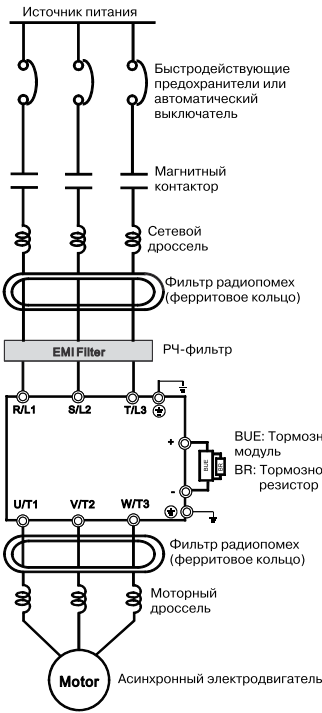 Источник питания
Быстродействующие
предохранители или
автоматический
выключатель
Магнитный
контактор
Сетевой
дроссель
Фильтр радиопомех
(ферритовое кольцо)
EMI Filter
РЧ-фильтр
R/L1 S/L2 T/L3
+
BUE
BR
BUE: Тормозн
модуль
BR: Тормозно
резистор
-
U/T1 V/T2 W/T3
Фильтр радиопомех
(ферритовое кольцо)
Моторный
дроссель
Motor
Асинхронный электродвигатель